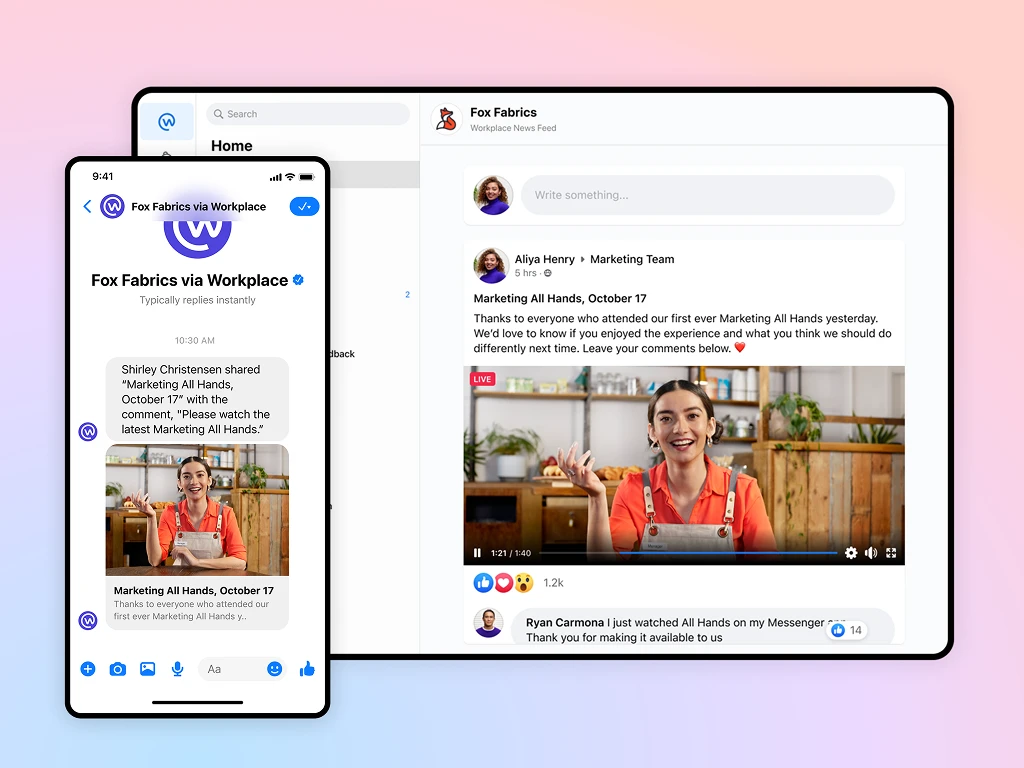 Search
Home
2
dback
Fox Fabrics
Workplace News Feed
Write something...
Aliya Henry Marketing Team
5 hrs ·
Marketing All Hands, October 17
Thanks to everyone who attended our first ever Marketing All Hands yesterday.
We'd love to know if you enjoyed the experience and what you think we should do
differently next time. Leave your comments below. ❤️
LIVE
1:21 / 1:40
1.2k
Ryan Carmona I just watched All Hands on my Messenger
Thank you for making it available to us
14
9:41
Fox Fabrics via Workplace
Fox Fabrics via Workplace
Typically replies instantly
10:30 AM
Shirley Christensen shared
“Marketing All Hands,
October 17” with the
comment, "Please watch the
latest Marketing All Hands.”
Marketing All Hands, October 17
Thanks to everyone who attended our
first ever Marketing All Hands y..
Aa